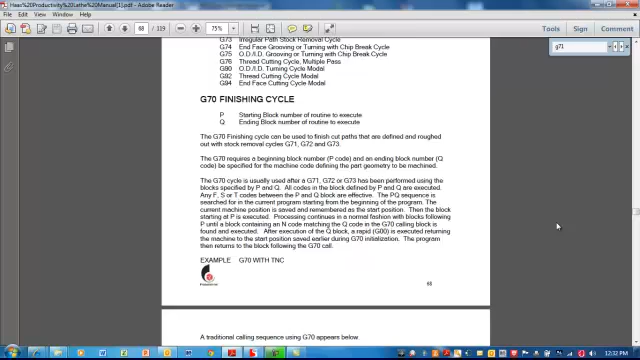 Haas%20Productivity%20Lathe%20Manual[1].pdf - Adobe Reader
File Edit View Window Help
68 / 119
75%
Tools
Sign
Comment
g71
G73 Irregular Path Stock Removal Cycle
G74 End Face Grooving or Turning with Chip Break Cycle
G75 O.D./I.D. Grooving or Turning with Chip Break Cycle
G76 Thread Cutting Cycle, Multiple Pass
G90 O.D./I.D. Turning Cycle Modal
G92 Thread Cutting Cycle Modal
G94 End Face Cutting Cycle Modal
G70 FINISHING CYCLE
P Starting Block number of routine to execute
Q Ending Block number of routine to execute
The G70 Finishing cycle can be used to finish cut paths that are defined and roughed
out with stock removal cycles G71, G72 and G73.
The G70 requires a beginning block number (P code) and an ending block number (Q
code) be specified for the machine code defining the part geometry to be machined.
The G70 cycle is usually used after a G71, G72 or G73 has been performed using the
blocks specified by P and Q. All codes in the block defined by P and Q are executed.
Any F, S or T codes between the P and Q block are effective. The PQ sequence is
searched for in the current program starting from the beginning of the program. The
current machine position is saved and remembered as the start position. Then the block
starting at P is executed. Processing continues in a normal fashion with blocks following
P until a block containing an N code matching the Q code in the G70 calling block is
found and executed. After execution of the Q block, a rapid (G00) is executed returning
the machine to the start position saved earlier during G70 initialization. The program
then returns to the block following the G70 call.
EXAMPLE G70 WITH TNC
68
A traditional calling sequence using G70 appears below.
12:32 PM